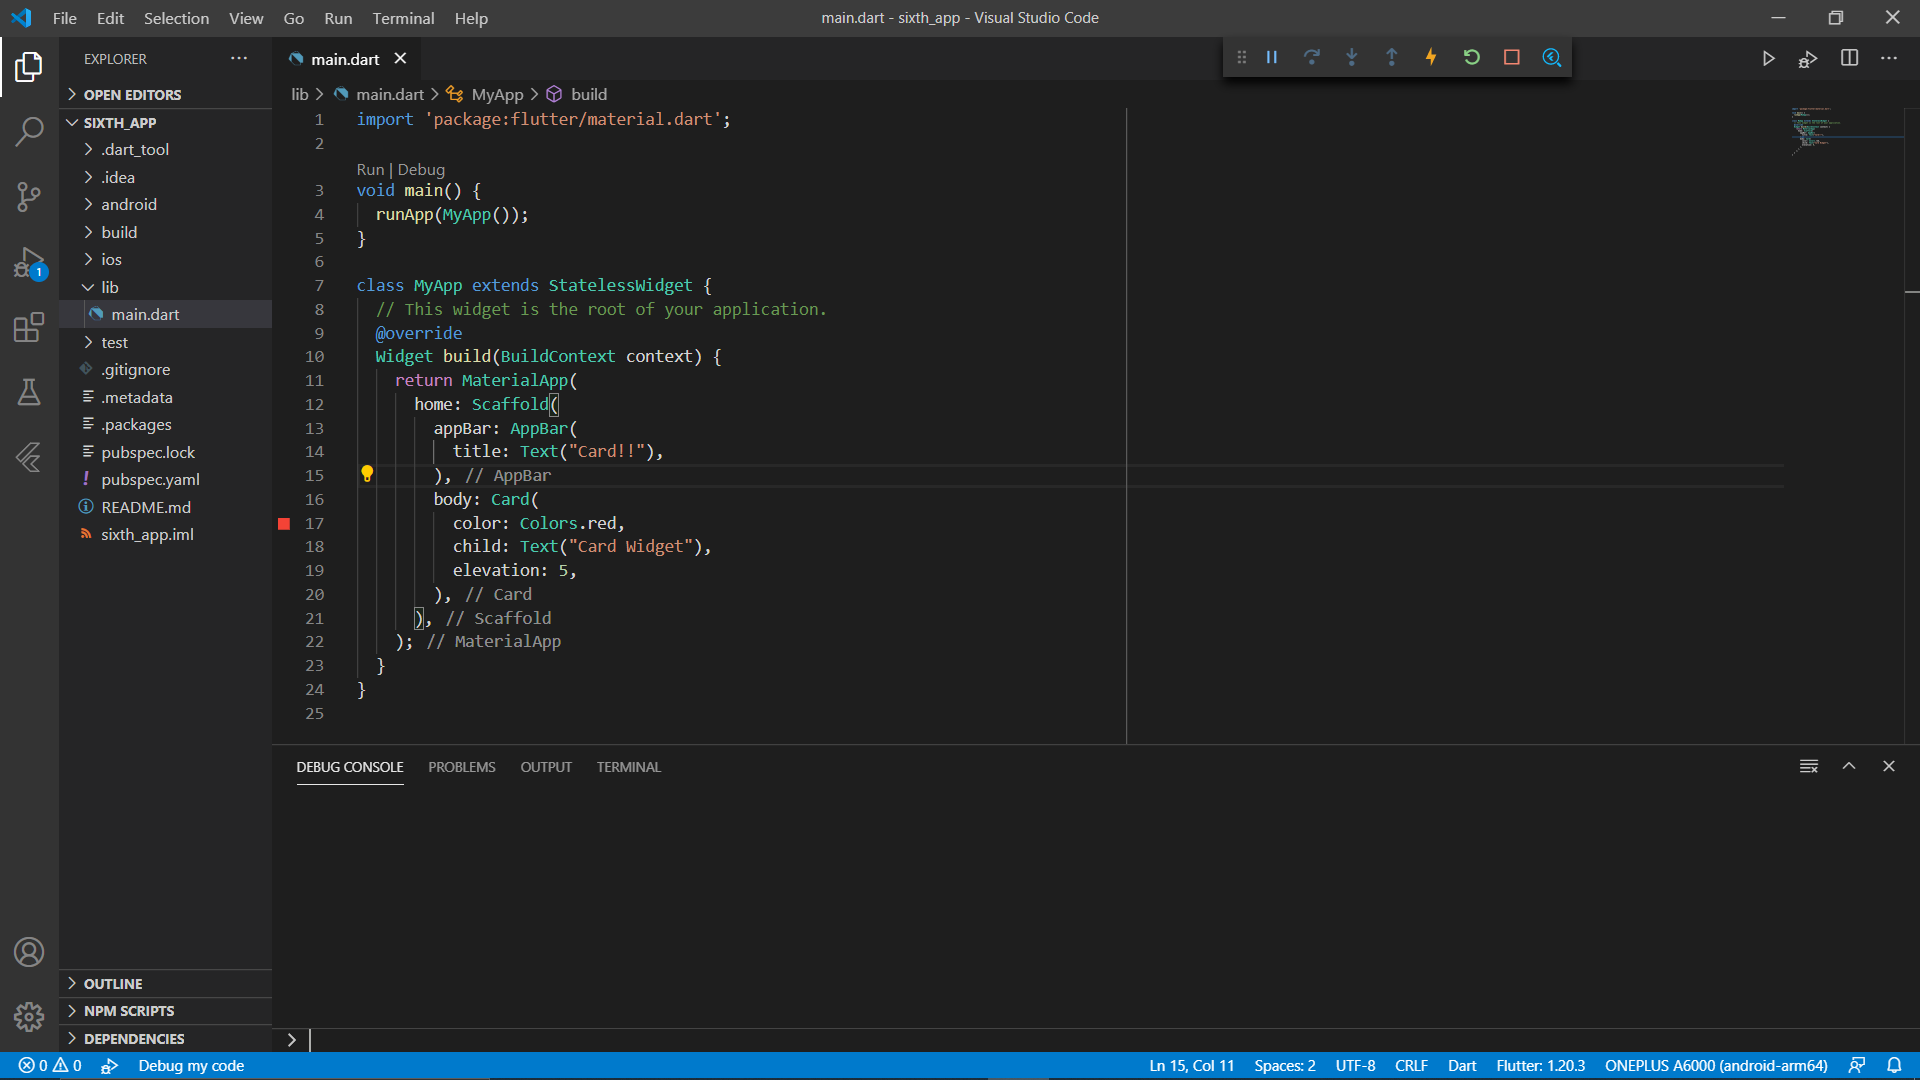 File Edit Selection View Go Run Terminal Help
main.dart - sixth_app - Visual Studio Code
EXPLORER
OPEN EDITORS
SIXTH_APP
.dart_tool
.idea
android
build
ios
lib
main.dart
test
.gitignore
.metadata
.packages
pubspec.lock
pubspec.yaml
README.md
sixth_app.iml
OUTLINE
NPM SCRIPTS
DEPENDENCIES
1
main.dart
lib > main.dart > MyApp > build
1 import 'package:flutter/material.dart';
2
Run | Debug
3 void main() {
4 runApp(MyApp());
5 }
6
7 class MyApp extends StatelessWidget {
8 // This widget is the root of your application.
9 @override
10 Widget build(BuildContext context) {
11 return MaterialApp(
12 home: Scaffold(
13 appBar: AppBar(
14 title: Text("Card!!"),
15 ), // AppBar
16 body: Card(
17 color: Colors.red,
18 child: Text("Card Widget"),
19 elevation: 5,
20 ), // Card
21 ), // Scaffold
22 ); // MaterialApp
23 }
24 }
25
DEBUG CONSOLE PROBLEMS OUTPUT TERMINAL
0 0 Debug my code Ln 15, Col 11 Spaces: 2 UTF-8 CRLF Dart Flutter: 1.20.3 ONEPLUS A6000 (android-arm64)